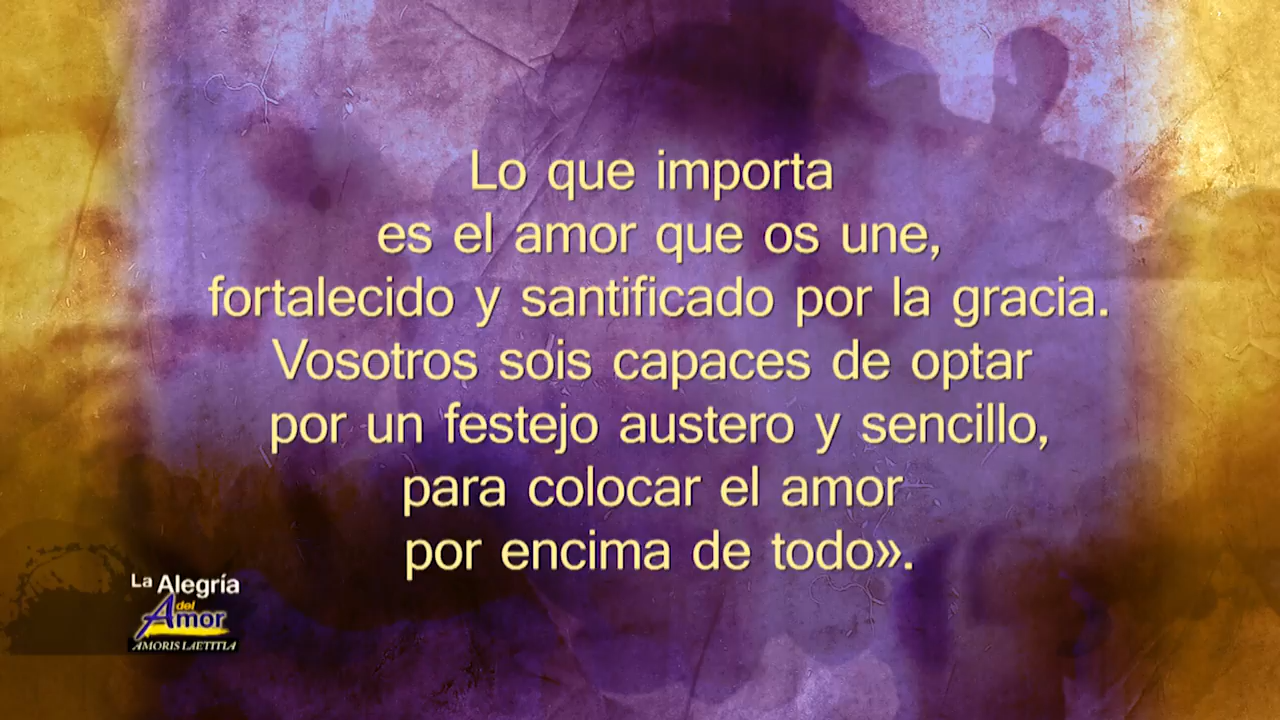 Lo que importa
es el amor que os une,
fortalecido y santificado por la gracia.
Vosotros sois capaces de optar
por un festejo austero y sencillo,
para colocar el amor
por encima de todo».
La Alegría
del
Amor
AMORIS LAETITIA